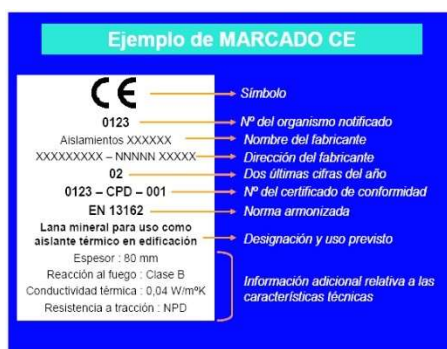 Ejemplo de MARCADO CE
CE
Símbolo
0123
Nº del organismo notificado
Aislamientos XXXXXX
Nombre del fabricante
XXXXXXXXX – NNNNN XXXXX
Dirección del fabricante
02
Dos últimas cifras del año
0123 – CPD – 001
Nº del certificado de conformidad
EN 13162
Norma armonizada
Lana mineral para uso como
aislante térmico en edificación
Designación y uso previsto
Espesor : 80 mm
Reacción al fuego : Clase B
Conductividad térmica : 0,04 W/mºK
Resistencia a tracción : NPD
Información adicional relativa a las
características técnicas